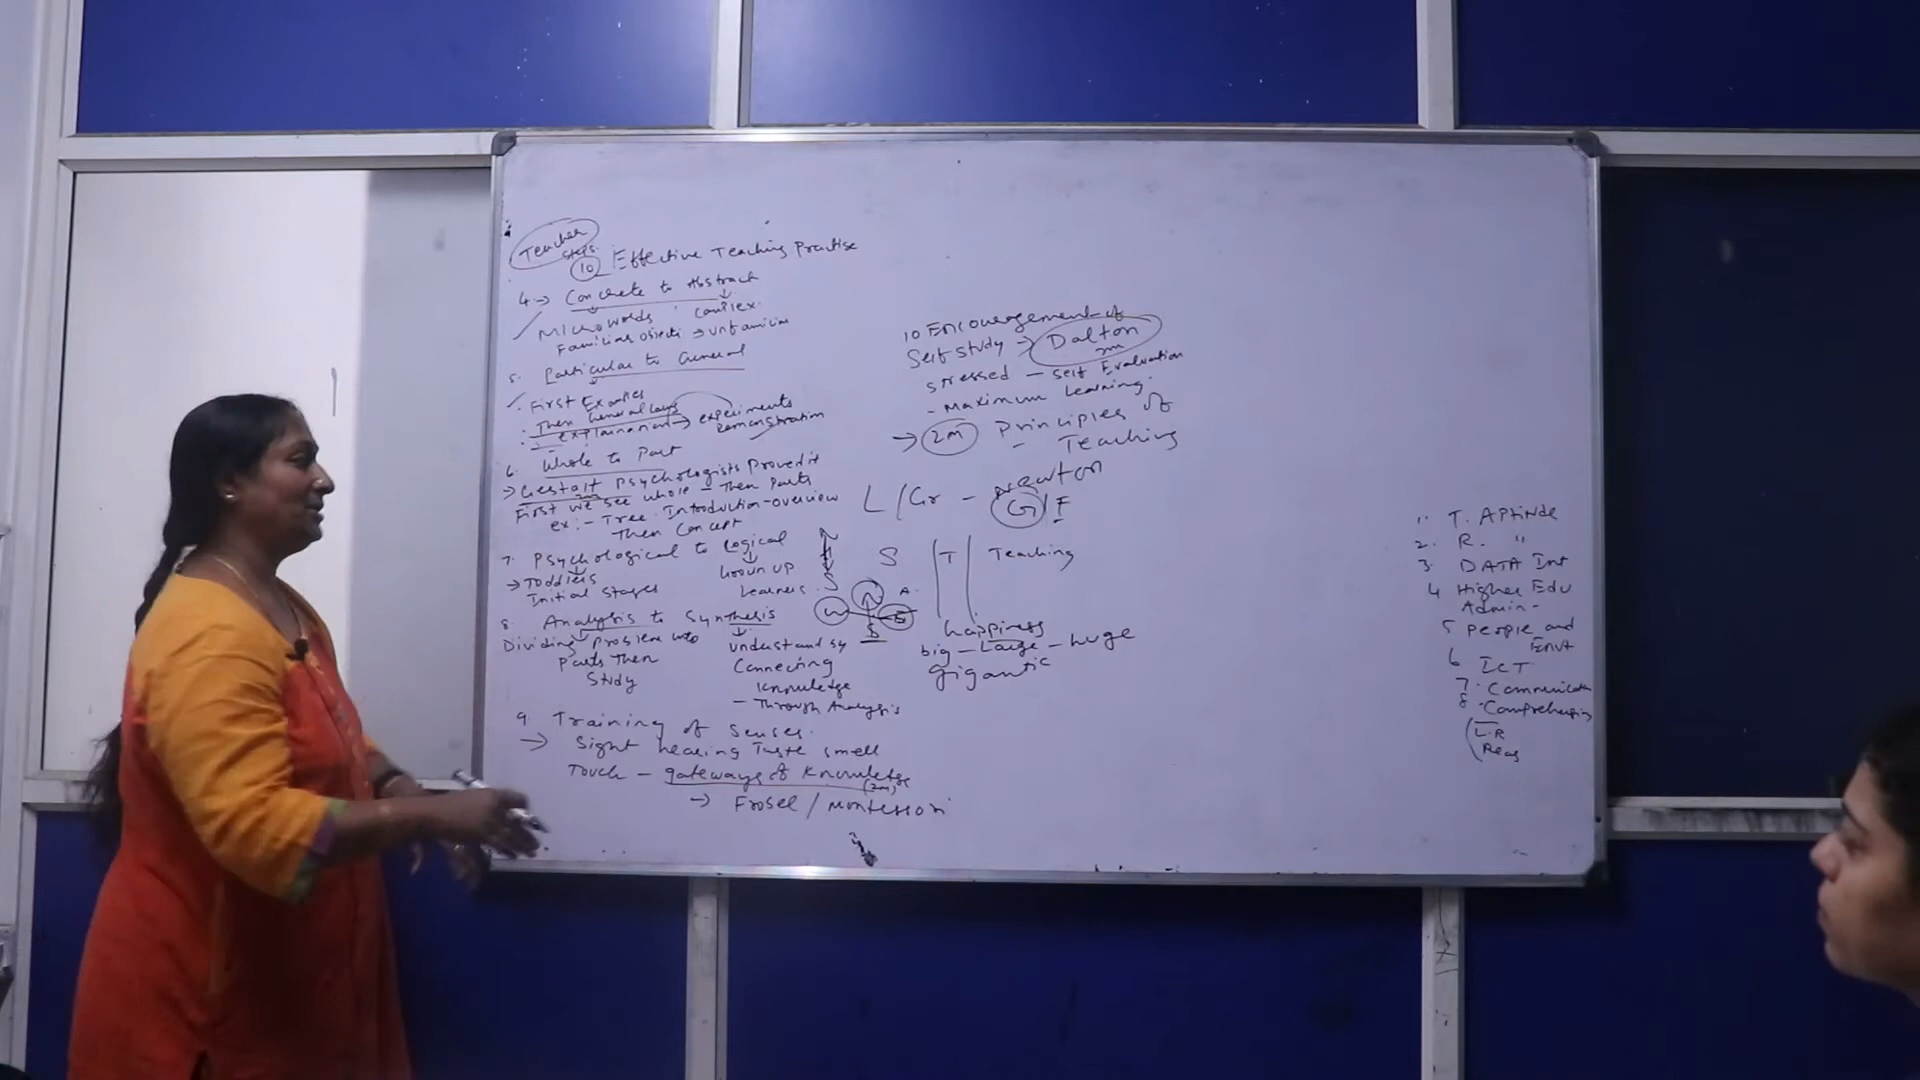 Teacher
steps.
10 Effective Teaching Practise
4 → Concrete to Abstract
Microwords complex.
Familiar Objects → unfamiliar
5. Particular to General
. First Examples
. Then General laws
: explaination → experiments
Demonstration
6. Whole to Part
→ Gestalt Psychologists Proved it
First we see whole - Then Parts
ex:- Tree. Introduction-overview
Then Concept
7. Psychological to Logical
→ Toddlers Grown up
Initial stages Learners.
8. Analysis to Synthesis
Dividing Problem into
Parts Then
Study
understand by
Connecting
Knowledge
- Through Analysis
9 Training of Senses.
→ Sight hearing Taste smell
Touch - gateways of Knowledge
(2m)
→ Frobel / Montessori
10 Encouragement of
Self study → Dalton
2m
stressed - Self Evaluation
- Maximum Learning.
→ 2m Principles of
Teaching
L/Gr - Newton
G/F
N
S
S T Teaching
N A.
W E
S
happiness
big - Large - huge
gigantic
1. T. Aptitude
2. R. "
3. DATA Int
4 Higher Edu
Admin -
5 People and
Envt
6 ICT
7. Communication
8. Comprehension
L.R
Reas